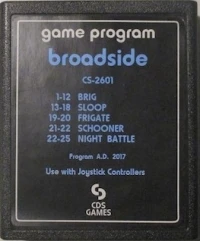 game program
broadside
CS-2601
1-12 BRIG
13-18 SLOOP
19-20 FRIGATE
21-22 SCHOONER
22-25 NIGHT BATTLE
Program A.D. 2017
Use with Joystick Controllers
CDS
GAMES